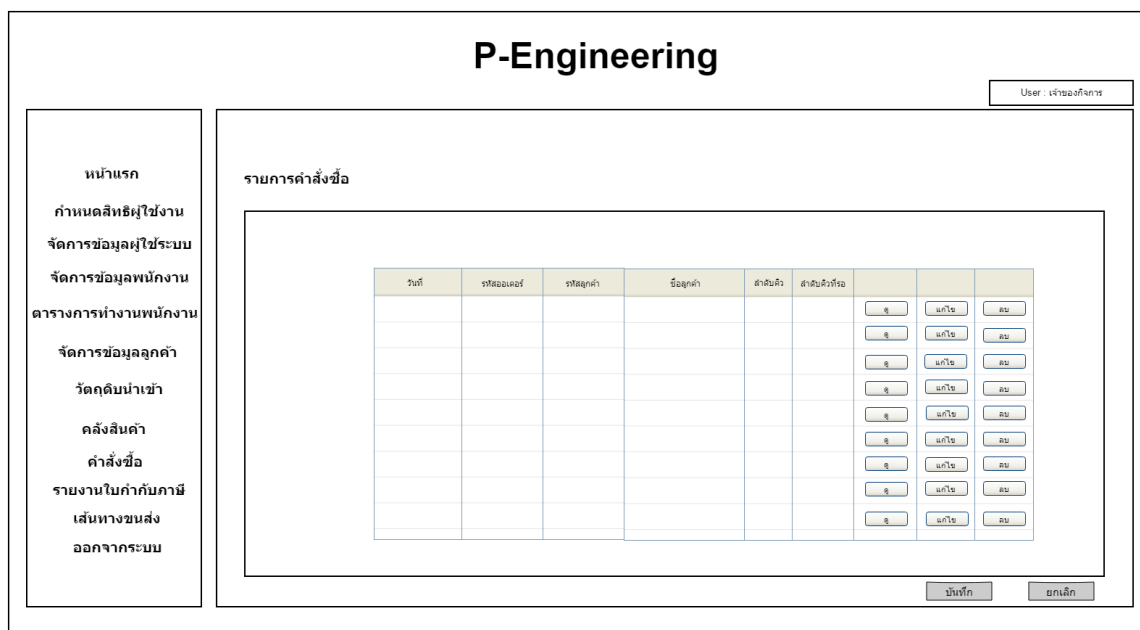 P-Engineering
User : เจ้าของกิจการ
หน้าแรก
กำหนดสิทธิผู้ใช้งาน
จัดการข้อมูลผู้ใช้ระบบ
จัดการข้อมูลพนักงาน
ตารางการทำงานพนักงาน
จัดการข้อมูลลูกค้า
วัตถุดิบนำเข้า
คลังสินค้า
คำสั่งซื้อ
รายงานใบกำกับภาษี
เส้นทางขนส่ง
ออกจากระบบ
รายการคำสั่งซื้อ
วันที่ รหัสออเดอร์ รหัสลูกค้า ชื่อลูกค้า ลำดับคิว ลำดับคิวที่รอ
ดู แก้ไข ลบ
ดู แก้ไข ลบ
ดู แก้ไข ลบ
ดู แก้ไข ลบ
ดู แก้ไข ลบ
ดู แก้ไข ลบ
ดู แก้ไข ลบ
ดู แก้ไข ลบ
ดู แก้ไข ลบ
บันทึก ยกเลิก